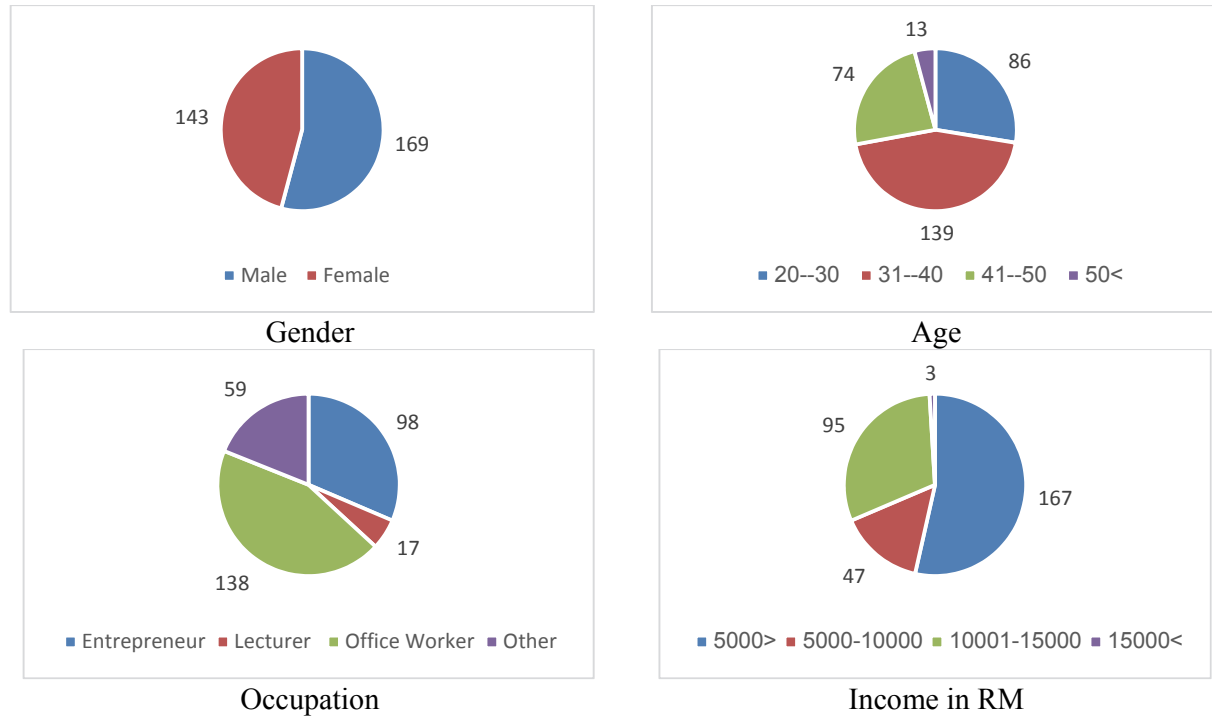 143
169
Male Female
Gender
13
86
74
139
20--30 31--40 41--50 50<
Age
59
98
17
138
Entrepreneur Lecturer Office Worker Other
Occupation
3
95
167
47
5000> 5000-10000 10001-15000 15000<
Income in RM